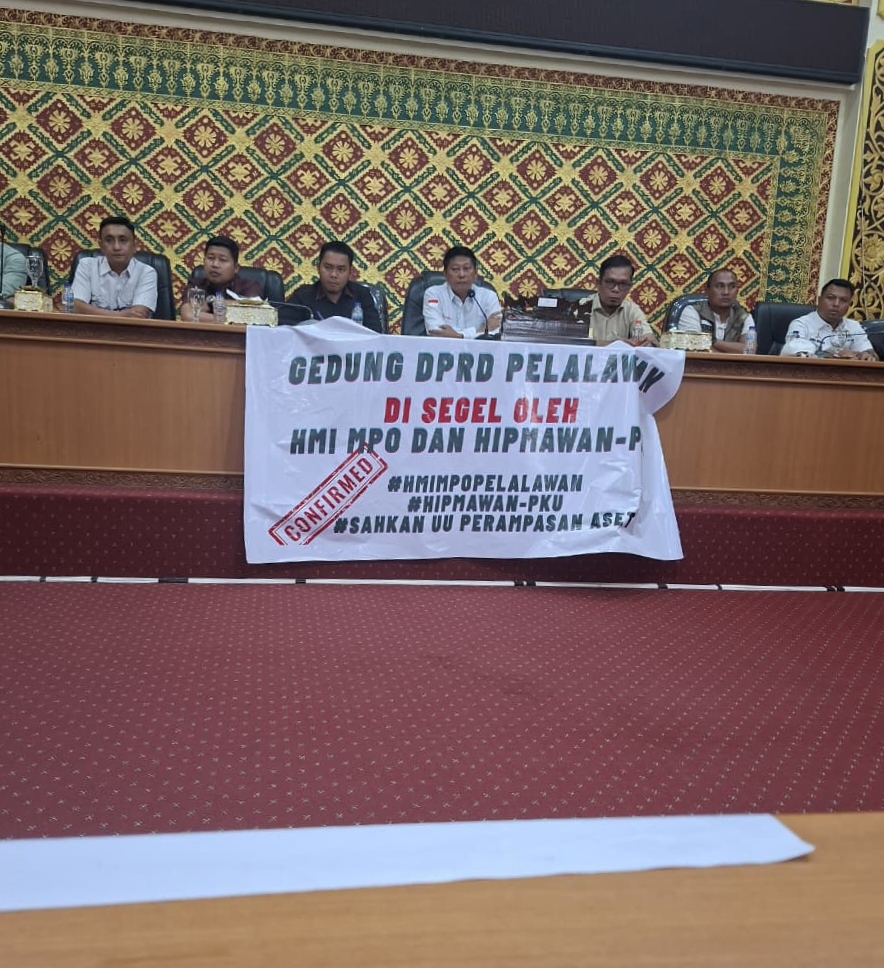 GEDUNG DPRD PELALAWAN
DI SEGEL OLEH
HMI MPO DAN HIPMAWAN-P
CONFIRMED
#HMIMPOPELALAWAN
#HIPMAWAN-PKU
#SAHKAN UU PERAMPASAN ASET